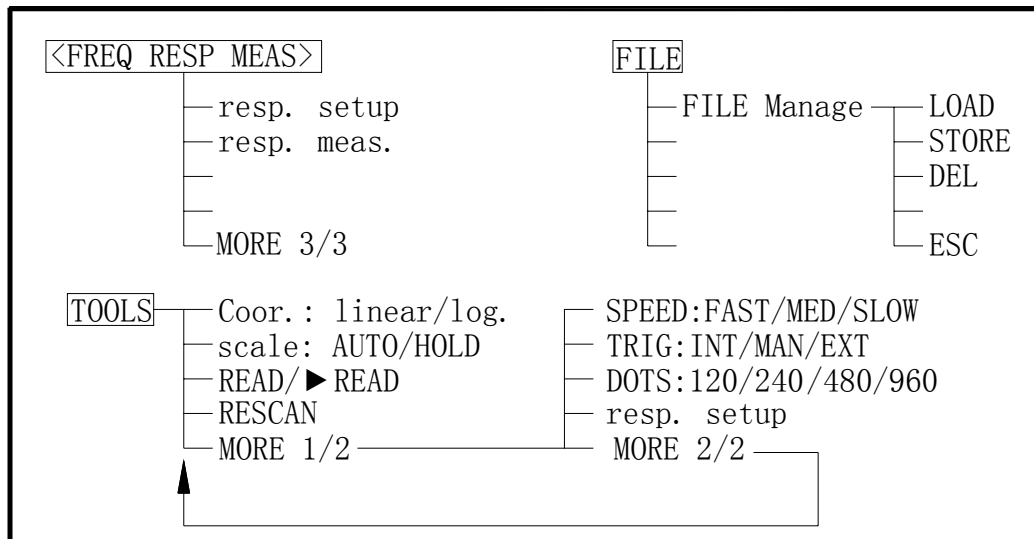 <FREQ RESP MEAS>
resp. setup
resp. meas.
MORE 3/3
FILE
FILE Manage
LOAD
STORE
DEL
ESC
TOOLS
Coor.: linear/log.
scale: AUTO/HOLD
READ/▶READ
RESCAN
MORE 1/2
SPEED:FAST/MED/SLOW
TRIG:INT/MAN/EXT
DOTS:120/240/480/960
resp. setup
MORE 2/2